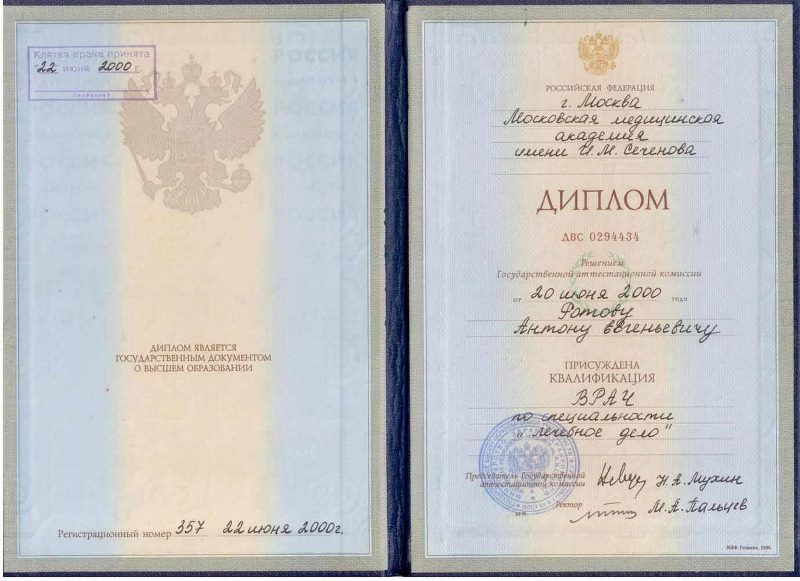 Клятва врача принята
"22" июня 2000 г.
ДИПЛОМ ЯВЛЯЕТСЯ
ГОСУДАРСТВЕННЫМ ДОКУМЕНТОМ
О ВЫСШЕМ ОБРАЗОВАНИИ
Регистрационный номер 357 22 июня 2000г.
РОССИЙСКАЯ ФЕДЕРАЦИЯ
г. Москва
Московская медицинская
академия
имени И.М. Сеченова
ДИПЛОМ
ДВС 0294434
Решением
Государственной аттестационной комиссии
от 20 июня 2000 года
Ротову
Антону Евгеньевичу
ПРИСУЖДЕНА
КВАЛИФИКАЦИЯ
ВРАЧ
по специальности
"лечебное дело"
Председатель Государственной
аттестационной комиссии Н.А. Мухин
Ректор М.А. Пальцев